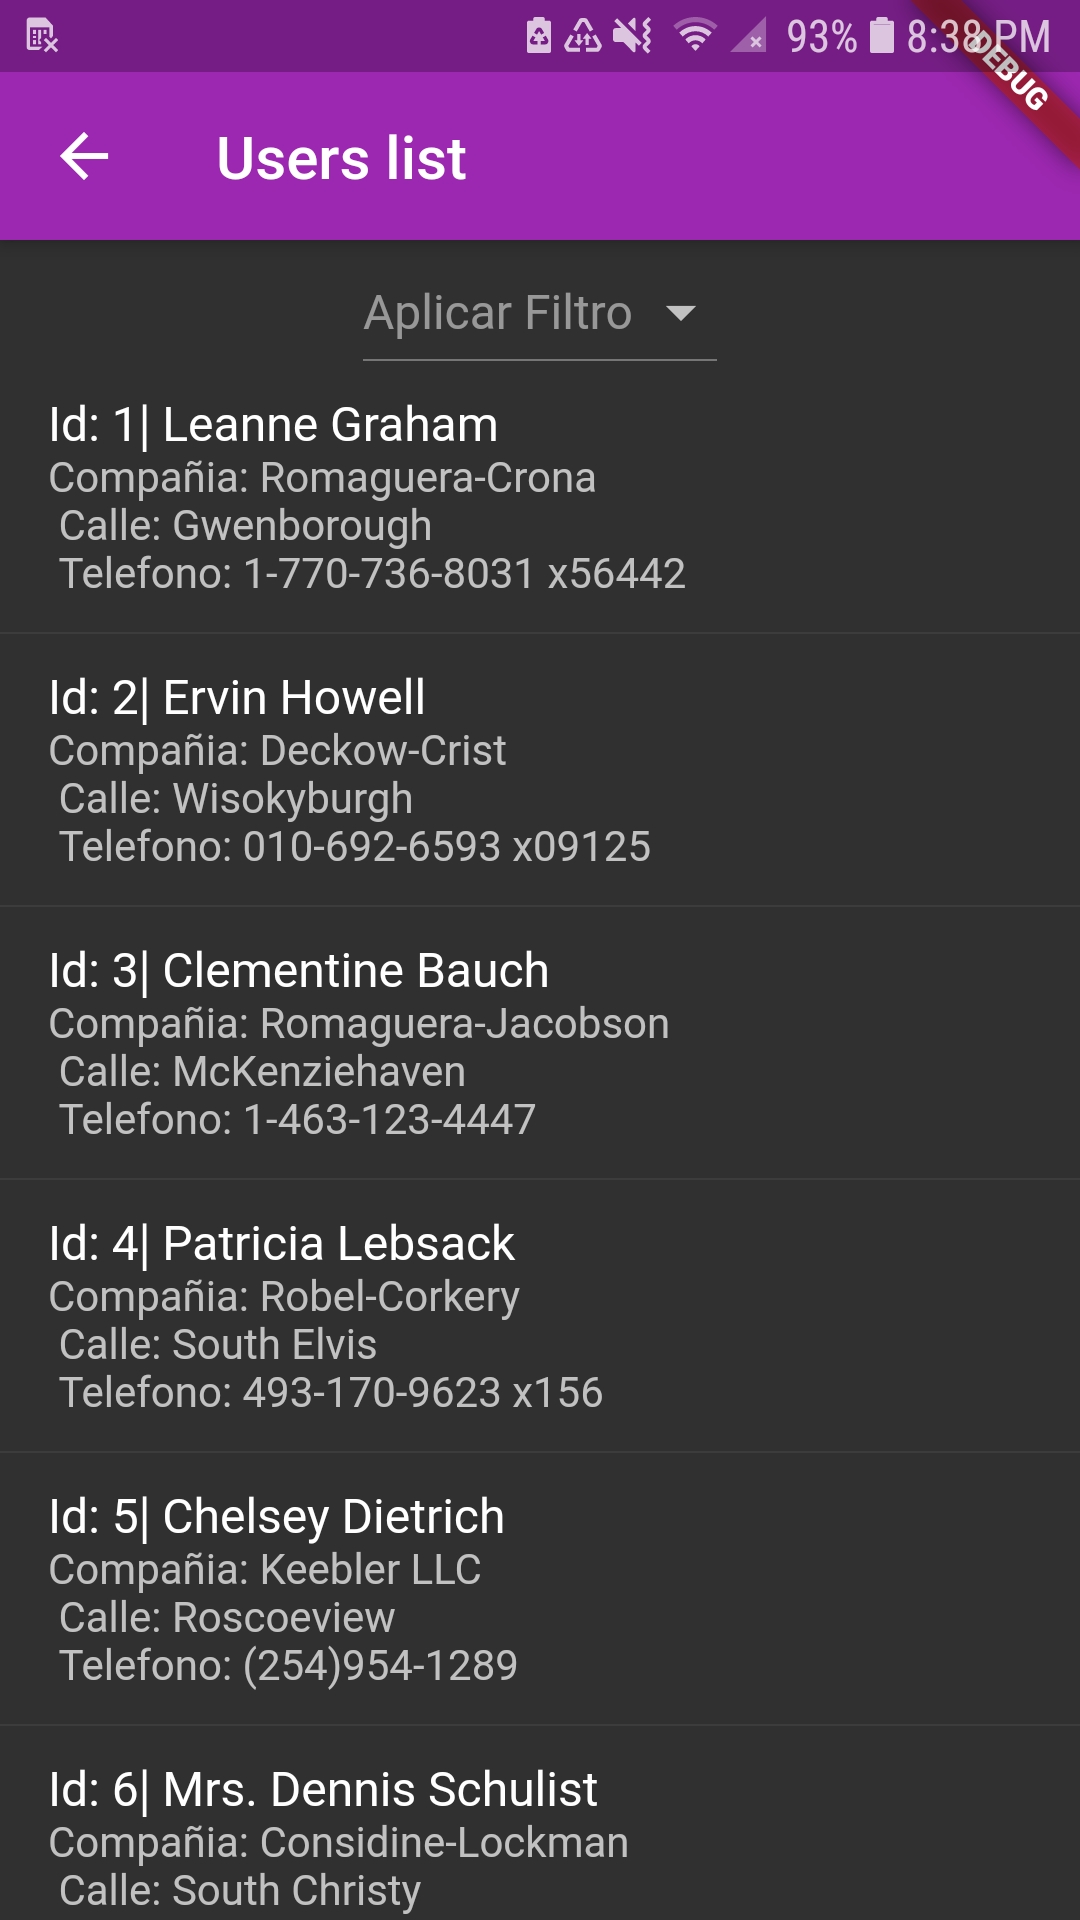 93% 8:38 PM
DEBUG
Users list
Aplicar Filtro
Id: 1| Leanne Graham
Compañia: Romaguera-Crona
Calle: Gwenborough
Telefono: 1-770-736-8031 x56442
Id: 2| Ervin Howell
Compañia: Deckow-Crist
Calle: Wisokyburgh
Telefono: 010-692-6593 x09125
Id: 3| Clementine Bauch
Compañia: Romaguera-Jacobson
Calle: McKenziehaven
Telefono: 1-463-123-4447
Id: 4| Patricia Lebsack
Compañia: Robel-Corkery
Calle: South Elvis
Telefono: 493-170-9623 x156
Id: 5| Chelsey Dietrich
Compañia: Keebler LLC
Calle: Roscoeview
Telefono: (254)954-1289
Id: 6| Mrs. Dennis Schulist
Compañia: Considine-Lockman
Calle: South Christy